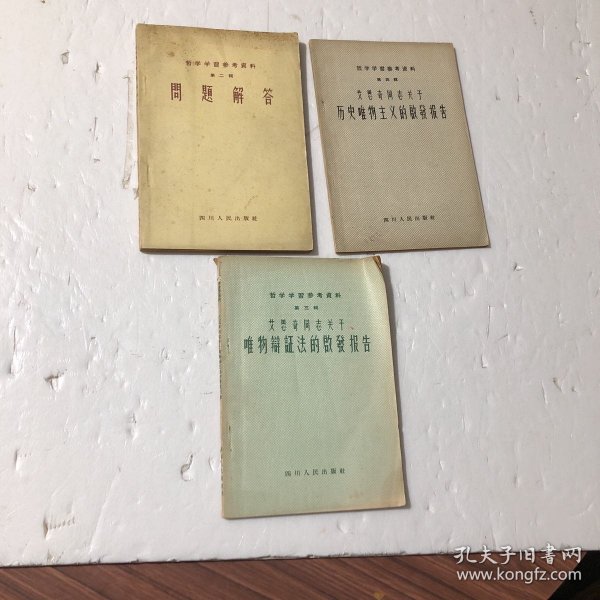 哲学学習参考資料
第二輯
問題解答
四川人民出版社
哲学学習参考資料
第四輯
艾思奇同志关于
历史唯物主义的啟發报告
四川人民出版社
哲学学習参考資料
第三輯
艾思奇同志关于
唯物辯証法的啟發报告
四川人民出版社
孔夫子旧書网
www.kongfz.com